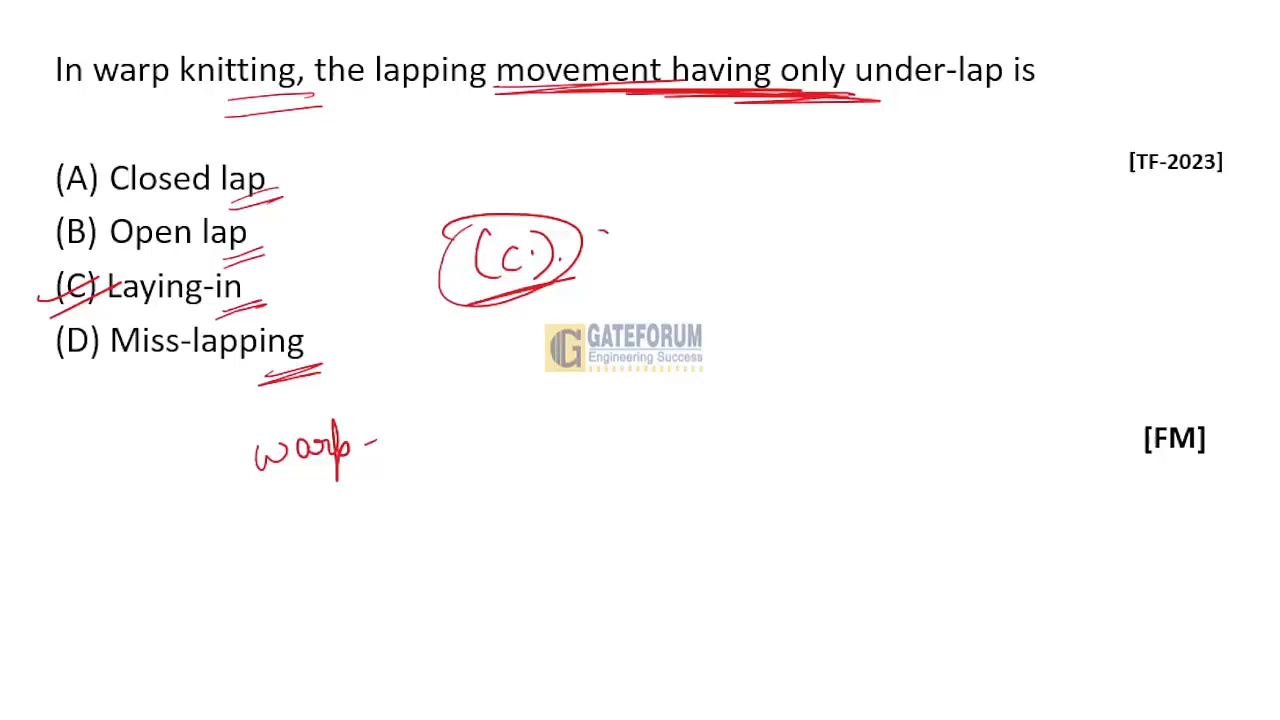 In warp knitting, the lapping movement having only under-lap is
[TF-2023]
(A) Closed lap
(B) Open lap
(C) Laying-in
(D) Miss-lapping
(C).
GATEFORUM
Engineering Success
warp -
[FM]